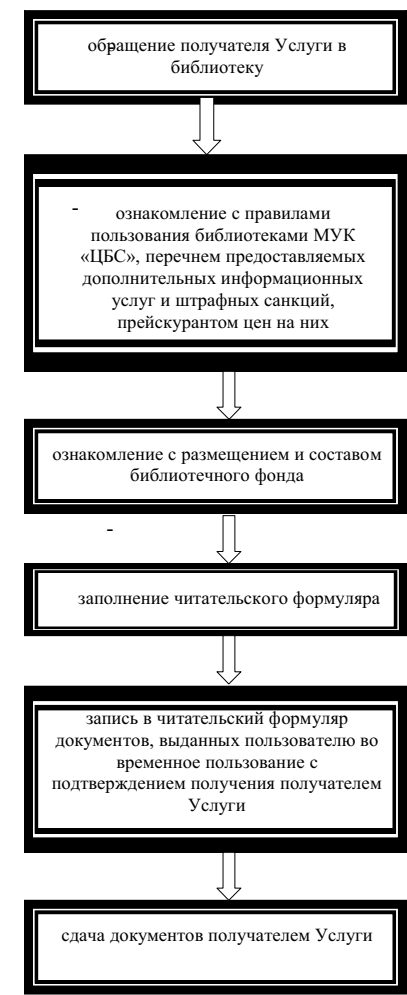 обращение получателя Услуги в
библиотеку
- ознакомление с правилами
пользования библиотеками МУК
«ЦБС», перечнем предоставляемых
дополнительных информационных
услуг и штрафных санкций,
прейскурантом цен на них
ознакомление с размещением и составом
библиотечного фонда
-
заполнение читательского формуляра
запись в читательский формуляр
документов, выданных пользователю во
временное пользование с
подтверждением получения получателем
Услуги
сдача документов получателем Услуги